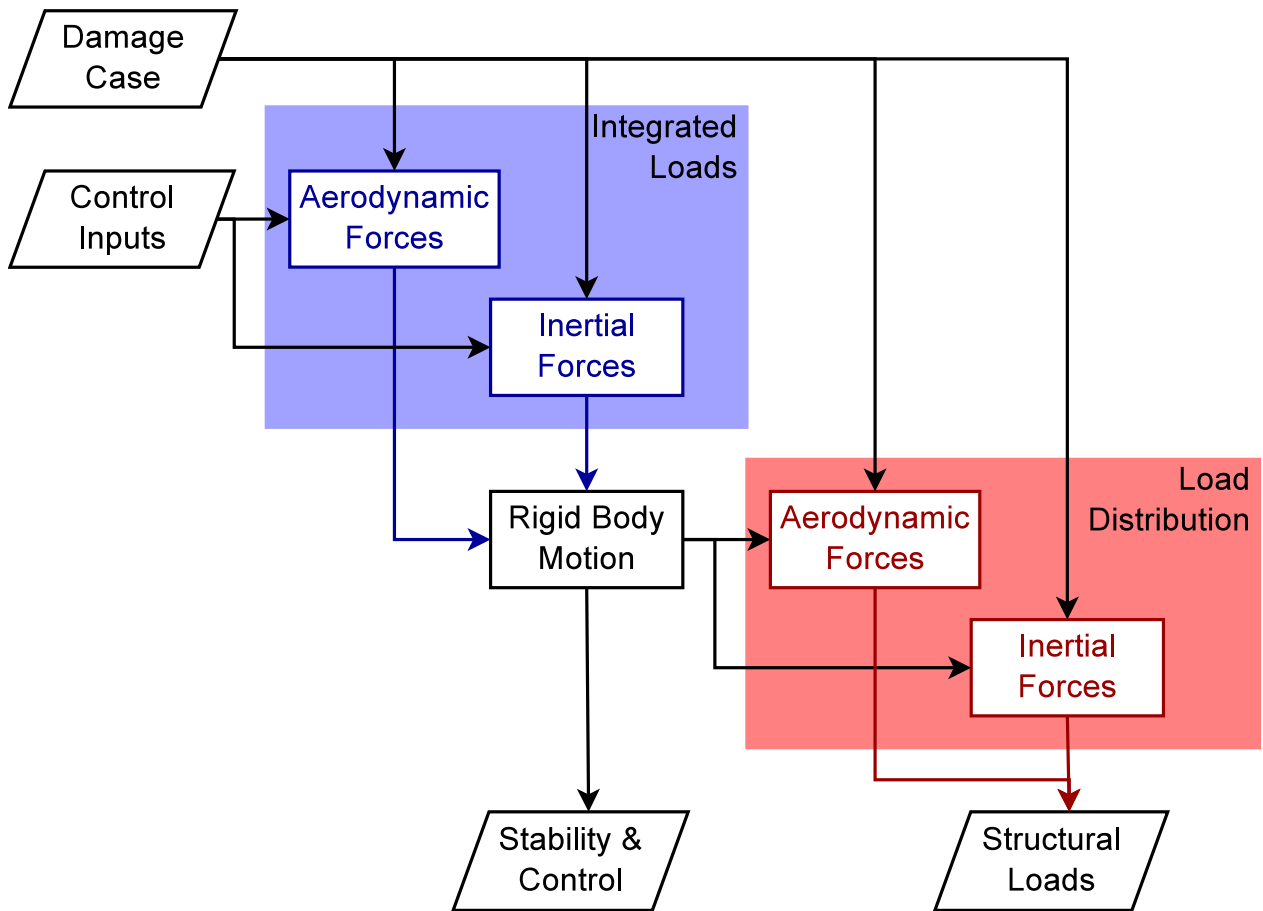 Damage
Case
Integrated
Loads
Control
Inputs
Aerodynamic
Forces
Inertial
Forces
Load
Distribution
Rigid Body
Motion
Aerodynamic
Forces
Inertial
Forces
Stability &
Control
Structural
Loads